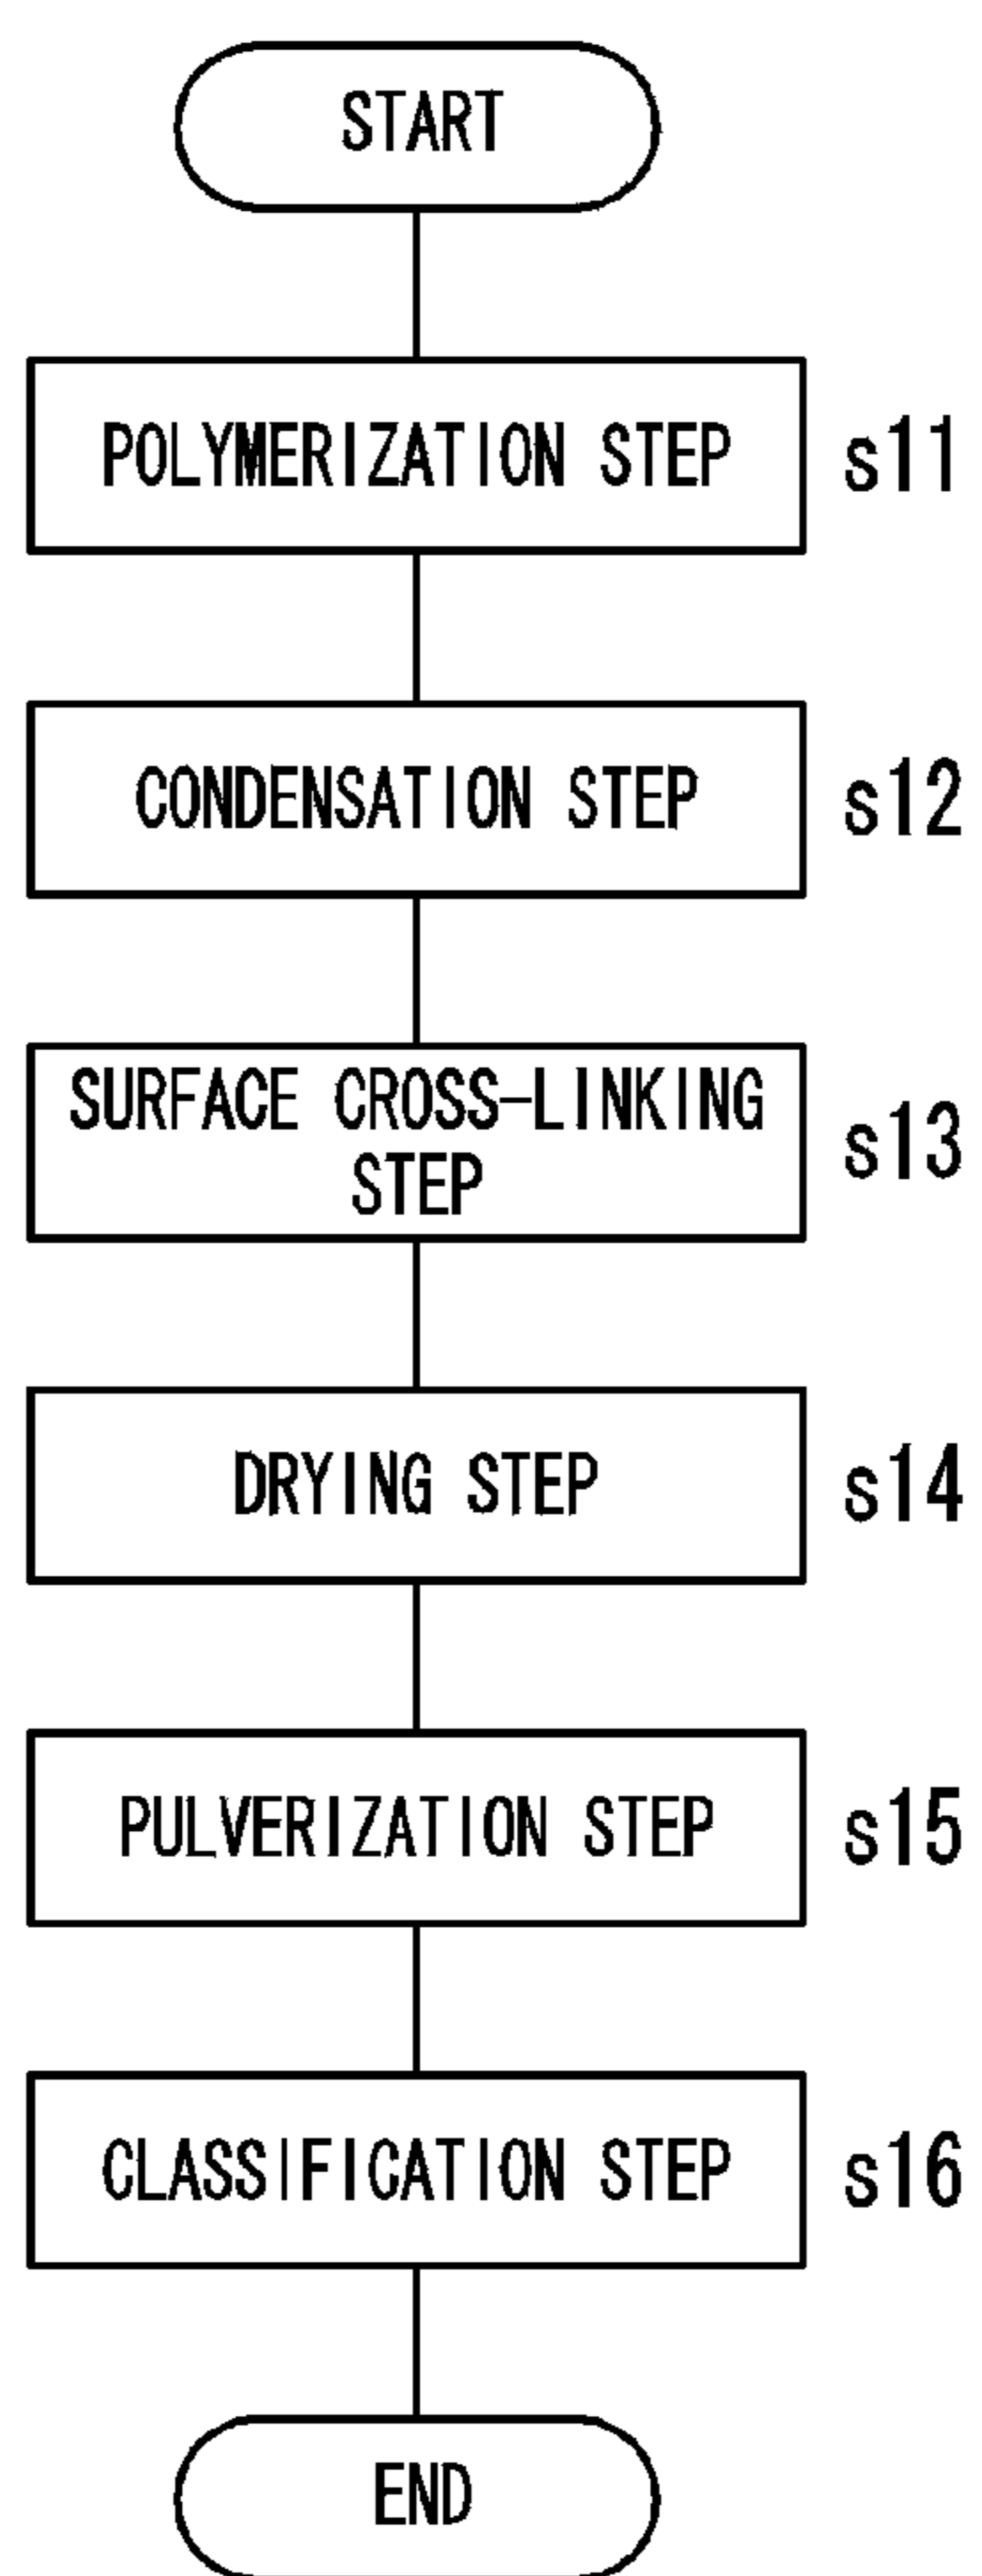 START
POLYMERIZATION STEP s11
CONDENSATION STEP s12
SURFACE CROSS-LINKING
STEP s13
DRYING STEP s14
PULVERIZATION STEP s15
CLASSIFICATION STEP s16
END